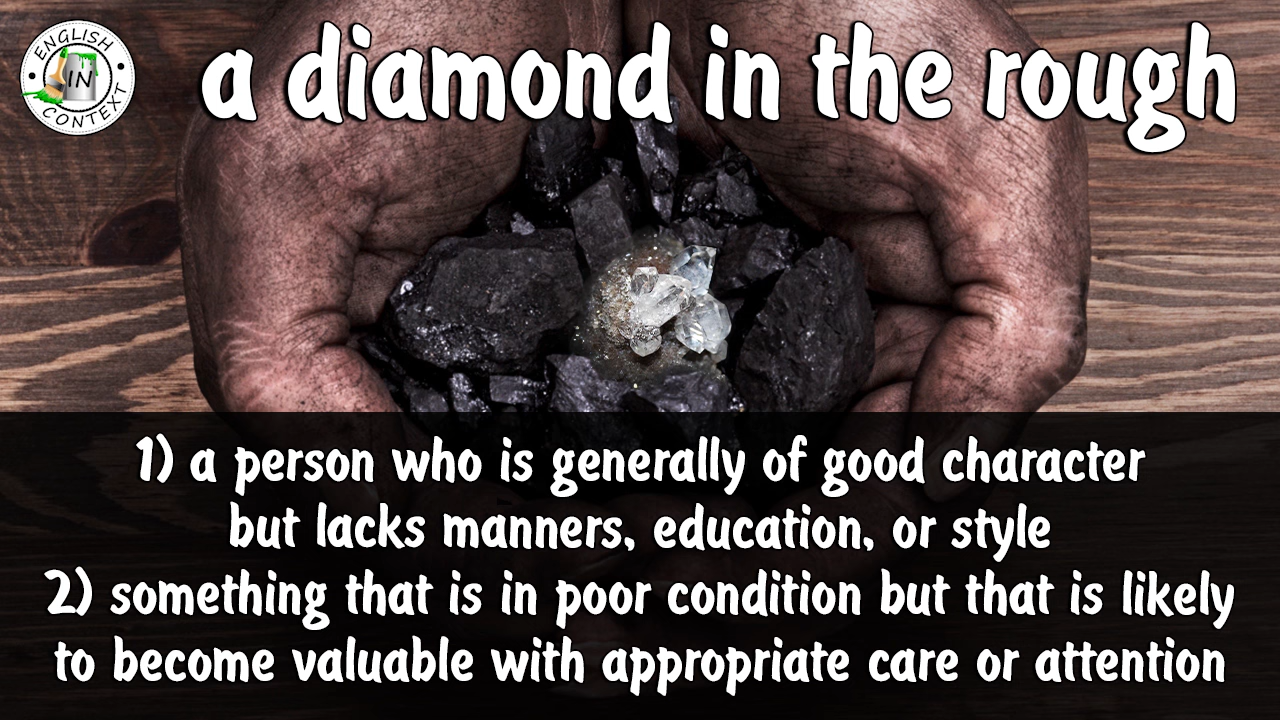 ENGLISH
IN
CONTEXT
a diamond in the rough
1) a person who is generally of good character
but lacks manners, education, or style
2) something that is in poor condition but that is likely
to become valuable with appropriate care or attention